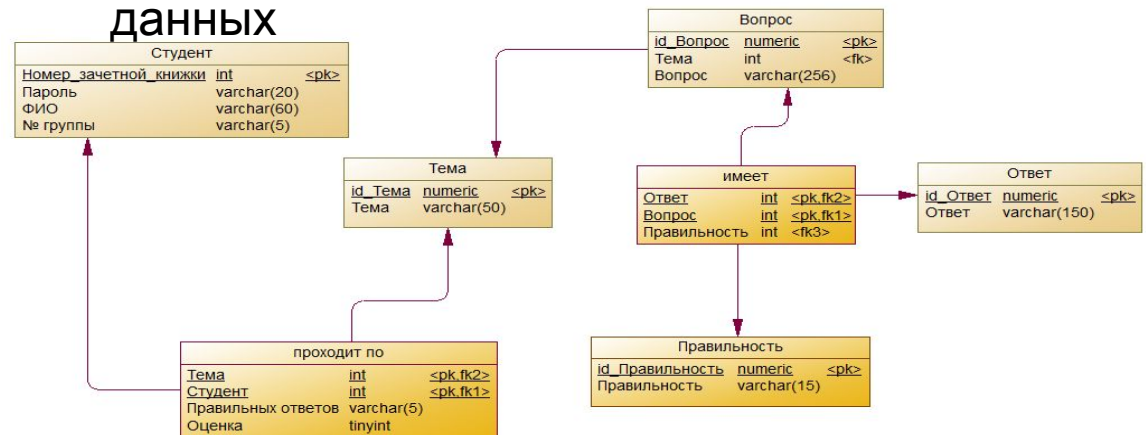 данных
Студент
Номер_зачетной_книжки int <pk>
Пароль varchar(20)
ФИО varchar(60)
№ группы varchar(5)
Вопрос
id_Вопрос numeric <pk>
Тема int <fk>
Вопрос varchar(256)
Тема
id_Тема numeric <pk>
Тема varchar(50)
имеет
Ответ int <pk,fk2>
Вопрос int <pk,fk1>
Правильность int <fk3>
Ответ
id_Ответ numeric <pk>
Ответ varchar(150)
проходит по
Тема int <pk,fk2>
Студент int <pk,fk1>
Правильных ответов varchar(5)
Оценка tinyint
Правильность
id_Правильность numeric <pk>
Правильность varchar(15)